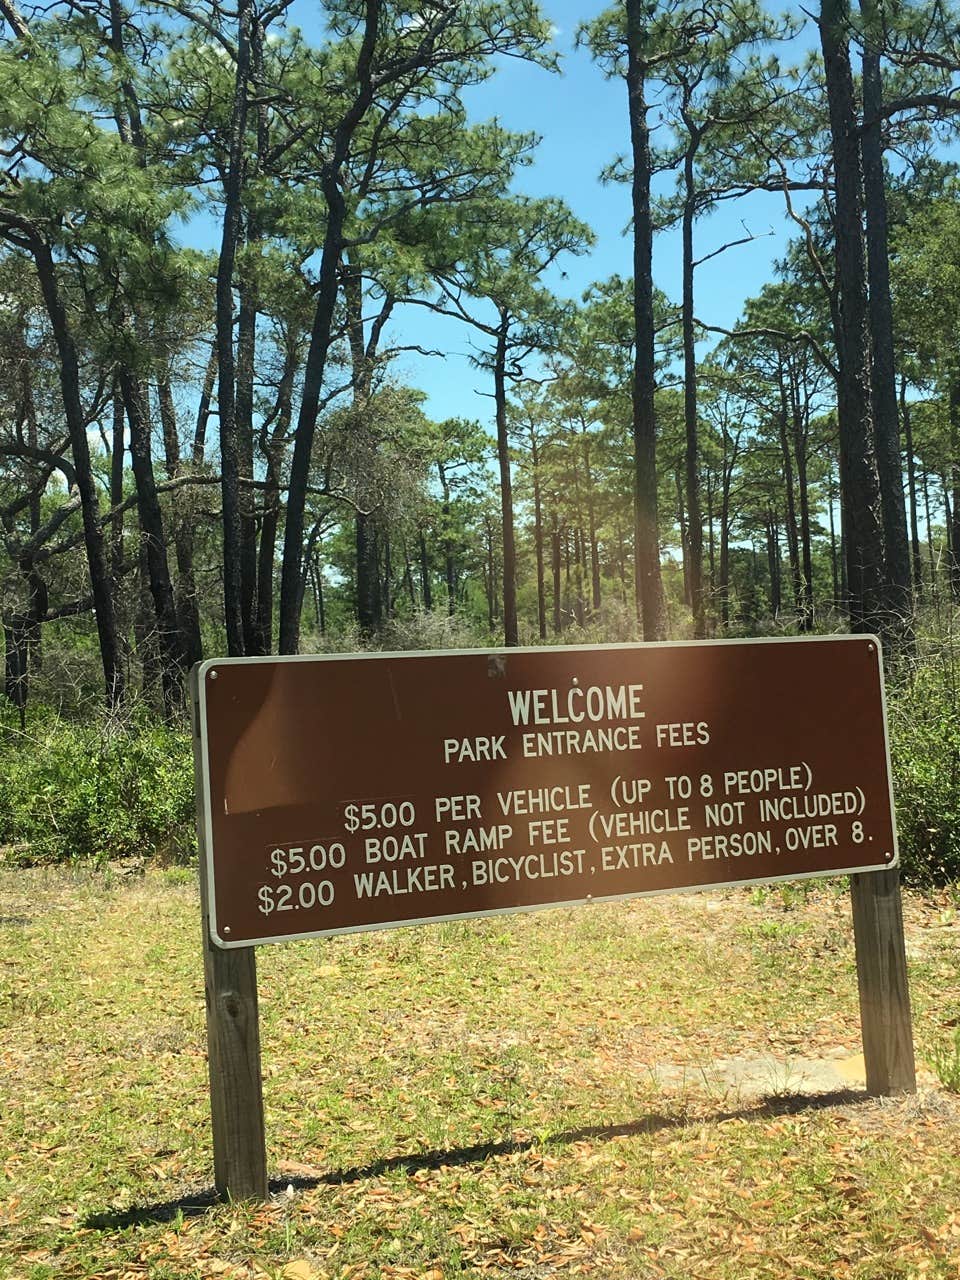 WELCOME
PARK ENTRANCE FEES
$5.00 PER VEHICLE (UP TO 8 PEOPLE)
$5.00 BOAT RAMP FEE (VEHICLE NOT INCLUDED)
$2.00 WALKER, BICYCLIST, EXTRA PERSON, OVER 8.